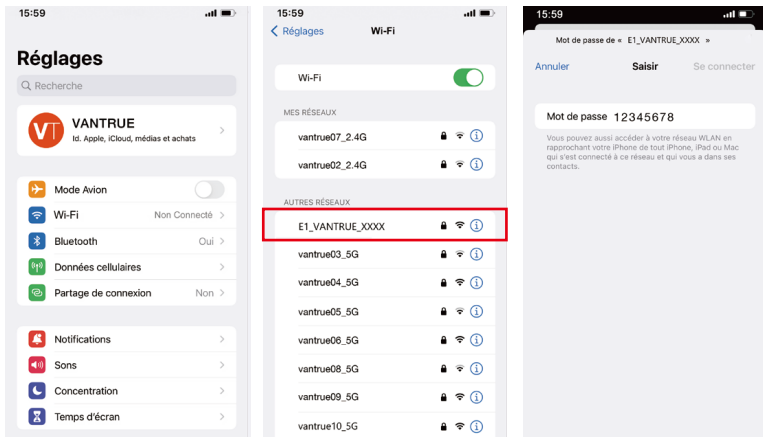 15:59
Réglages
Recherche
VT
VANTRUE
Id. Apple, iCloud, médias et achats
Mode Avion
Wi-Fi Non Connecté
Bluetooth Oui
Données cellulaires
Partage de connexion Non
Notifications
Sons
Concentration
Temps d'écran
15:59
Réglages Wi-Fi
Wi-Fi
MES RÉSEAUX
vantrue07_2.4G
vantrue02_2.4G
AUTRES RÉSEAUX
E1_VANTRUE_XXXX
vantrue03_5G
vantrue04_5G
vantrue05_5G
vantrue06_5G
vantrue08_5G
vantrue09_5G
vantrue10_5G
15:59
Mot de passe de « E1_VANTRUE_XXXX »
Annuler Saisir Se connecter
Mot de passe 12345678
Vous pouvez aussi accéder à votre réseau WLAN en
rapprochant votre iPhone de tout iPhone, iPad ou Mac
qui s'est connecté à ce réseau et qui vous a dans ses
contacts.